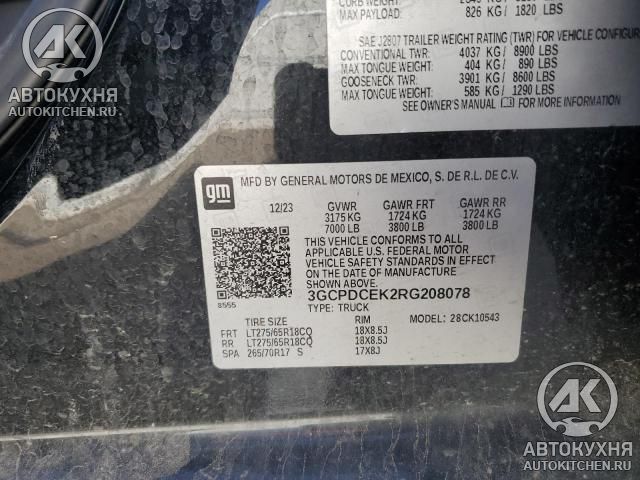 MAX PAYLOAD: 826 KG / 1820 LBS
SAE J2807 TRAILER WEIGHT RATING (TWR) FOR VEHICLE CONFIGUR
CONVENTIONAL TWR: 4037 KG / 8900 LBS
MAX TONGUE WEIGHT: 404 KG / 890 LBS
GOOSENECK TWR: 3901 KG / 8600 LBS
MAX TONGUE WEIGHT: 585 KG / 1290 LBS
SEE OWNER'S MANUAL FOR MORE INFORMATION
АК
АВТОКУХНЯ
AUTOKITCHEN.RU
gm
MFD BY GENERAL MOTORS DE MEXICO, S. DE R.L. DE C.V.
12/23 GVWR GAWR FRT GAWR RR
3175 KG 1724 KG 1724 KG
7000 LB 3800 LB 3800 LB
THIS VEHICLE CONFORMS TO ALL
APPLICABLE U.S. FEDERAL MOTOR
VEHICLE SAFETY STANDARDS IN EFFECT
ON THE DATE OF MANUFACTURE
SHOWN ABOVE.
8555
3GCPDCEK2RG208078
TYPE: TRUCK
28CK10543
TIRE SIZE RIM
FRT LT275/65R18CQ 18X8.5J
RR LT275/65R18CQ 18X8.5J
SPA 265/70R17 S 17X8J
АК
АВТОКУХНЯ
AUTOKITCHEN.RU